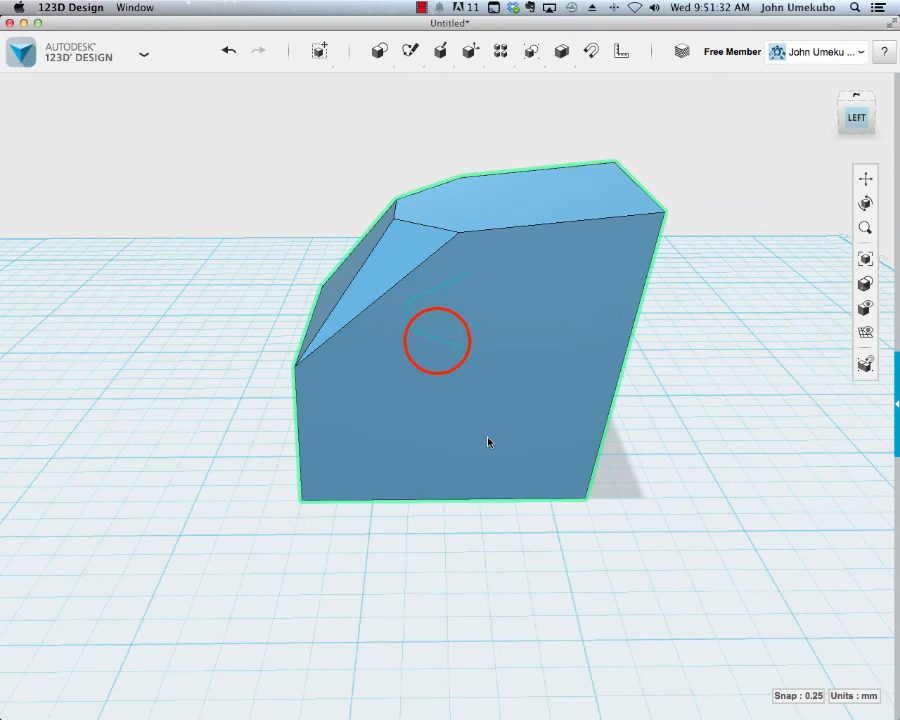 123D Design Window 11 Wed 9:51:32 AM John Umekubo
Untitled*
AUTODESK®
123D® DESIGN
Free Member John Umeku ... ?
LEFT
Snap : 0.25 Units : mm